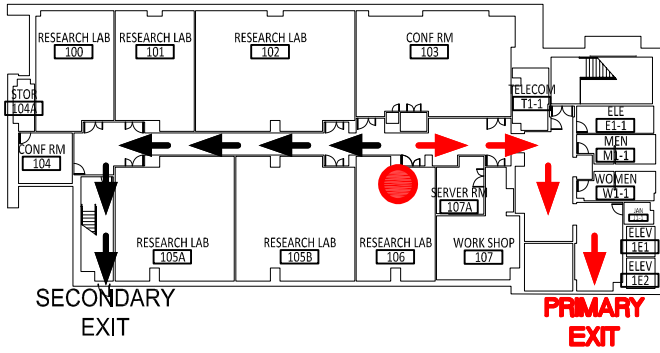 RESEARCH LAB
100
RESEARCH LAB
101
RESEARCH LAB
102
CONF RM
103
STOR
104A
TELECOM
T1-1
ELE
E1-1
CONF RM
104
MEN
M1-1
WOMEN
W1-1
SERVER RM
107A
JAN
RESEARCH LAB
105A
RESEARCH LAB
105B
RESEARCH LAB
106
WORK SHOP
107
ELEV
1E1
ELEV
1E2
SECONDARY
EXIT
PRIMARY
EXIT